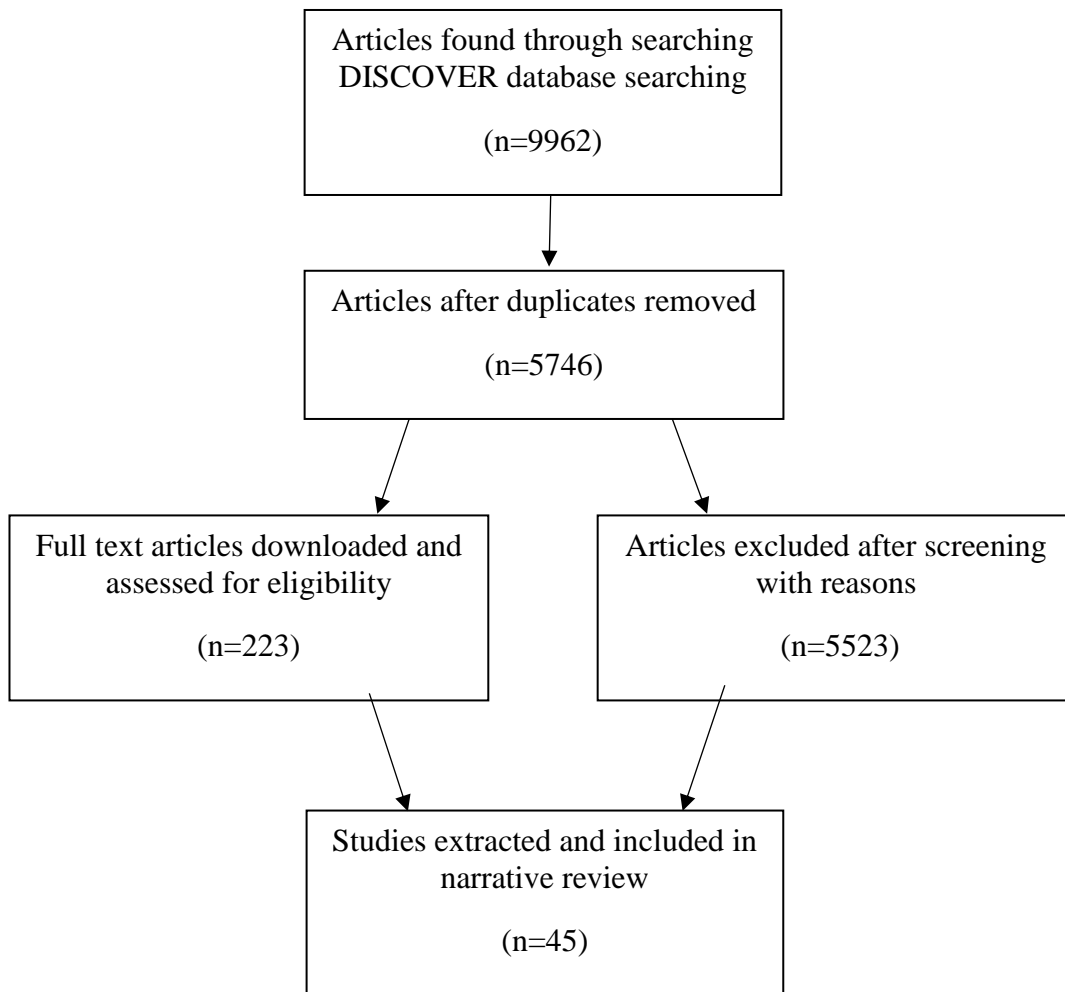 Articles found through searching
DISCOVER database searching
(n=9962)
Articles after duplicates removed
(n=5746)
Full text articles downloaded and
assessed for eligibility
(n=223)
Articles excluded after screening
with reasons
(n=5523)
Studies extracted and included in
narrative review
(n=45)